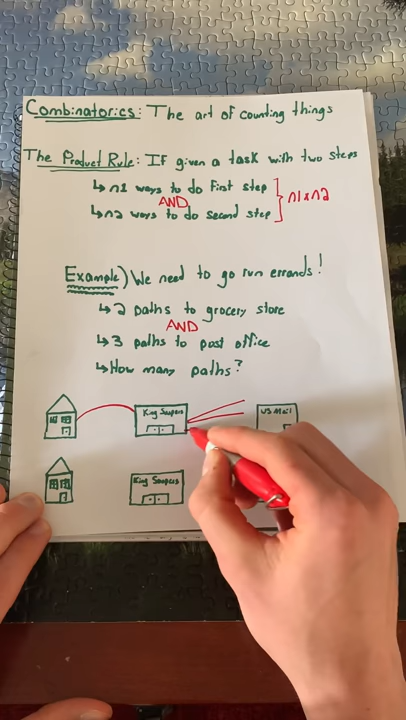 Combinatorics: The art of counting things
The Product Rule: If given a task with two steps
↳ n1 ways to do first step
AND
↳ n2 ways to do second step
n1xn2
Example) We need to go run errands!
↳ 2 paths to grocery store
AND
↳ 3 paths to post office
↳ How many paths?
King Soopers
US Mail
King Soopers